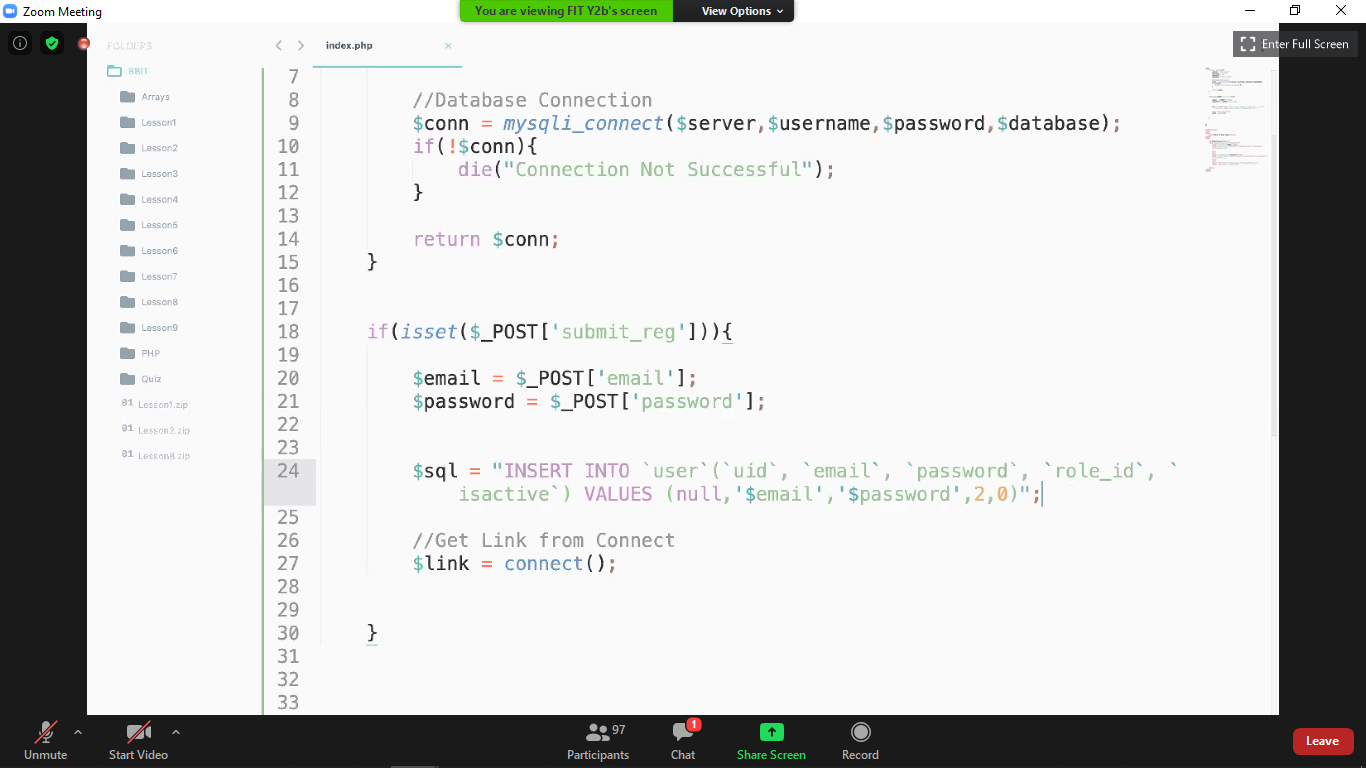 Zoom Meeting
You are viewing FIT Y2b's screen
View Options
Enter Full Screen
FOLDERS
BBIT
Arrays
Lesson1
Lesson2
Lesson3
Lesson4
Lesson5
Lesson6
Lesson7
Lesson8
Lesson9
PHP
Quiz
01 Lesson1.zip
01 Lesson2.zip
01 Lesson8.zip
index.php
7
8 //Database Connection
9 $conn = mysqli_connect($server,$username,$password,$database);
10 if(!$conn){
11 die("Connection Not Successful");
12 }
13
14 return $conn;
15 }
16
17
18 if(isset($_POST['submit_reg'])){
19
20 $email = $_POST['email'];
21 $password = $_POST['password'];
22
23
24 $sql = "INSERT INTO `user`(`uid`, `email`, `password`, `role_id`, `
isactive`) VALUES (null,'$email','$password',2,0)";
25
26 //Get Link from Connect
27 $link = connect();
28
29
30 }
31
32
33
Unmute
Start Video
97
Participants
1
Chat
Share Screen
Record
Leave